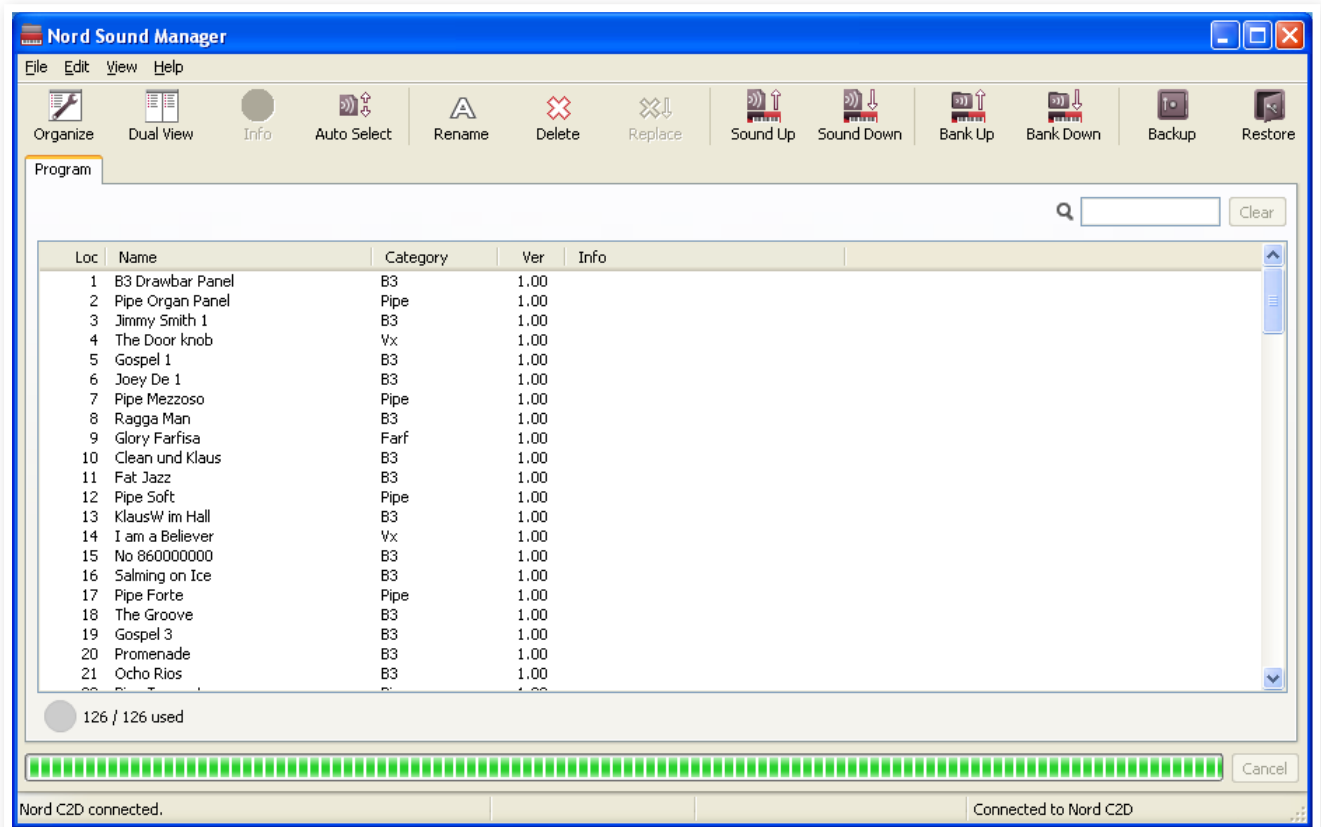 Nord Sound Manager
File Edit View Help
Organize Dual View Info Auto Select Rename Delete Replace Sound Up Sound Down Bank Up Bank Down Backup Restore
Program
Clear
Loc Name Category Ver Info
1 B3 Drawbar Panel B3 1.00
2 Pipe Organ Panel Pipe 1.00
3 Jimmy Smith 1 B3 1.00
4 The Door knob Vx 1.00
5 Gospel 1 B3 1.00
6 Joey De 1 B3 1.00
7 Pipe Mezzoso Pipe 1.00
8 Ragga Man B3 1.00
9 Glory Farfisa Farf 1.00
10 Clean und Klaus B3 1.00
11 Fat Jazz B3 1.00
12 Pipe Soft Pipe 1.00
13 KlausW im Hall B3 1.00
14 I am a Believer Vx 1.00
15 No 860000000 B3 1.00
16 Salming on Ice B3 1.00
17 Pipe Forte Pipe 1.00
18 The Groove B3 1.00
19 Gospel 3 B3 1.00
20 Promenade B3 1.00
21 Ocho Rios B3 1.00
126 / 126 used
Cancel
Nord C2D connected. Connected to Nord C2D